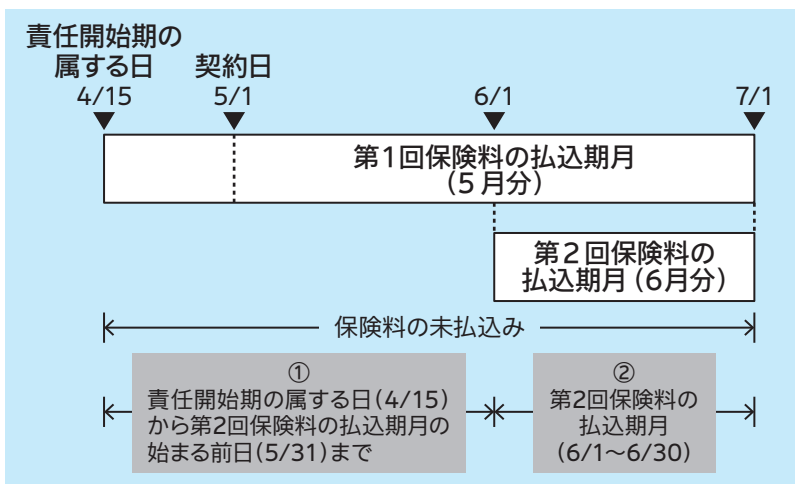 責任開始期の
属する日
4/15
契約日
5/1
6/1
7/1
第1回保険料の払込期月
(5月分)
第2回保険料の
払込期月(6月分)
保険料の未払込み
①
責任開始期の属する日(4/15)
から第2回保険料の払込期月の
始まる前日(5/31)まで
②
第2回保険料の
払込期月
(6/1~6/30)